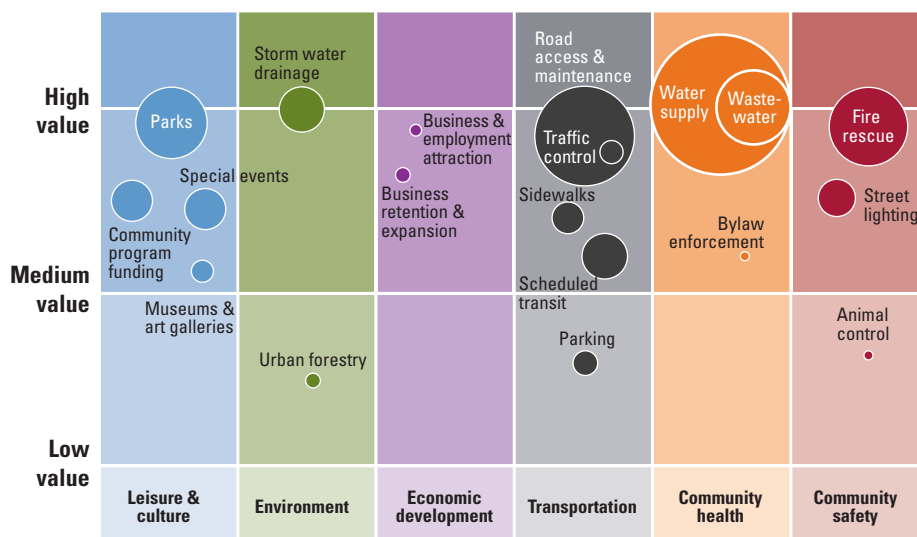 High
value
Medium
value
Low
value
Parks
Special events
Community
program
funding
Museums &
art galleries
Leisure &
culture
Storm water
drainage
Urban forestry
Environment
Business &
employment
attraction
Business
retention &
expansion
Economic
development
Road
access &
maintenance
Traffic
control
Sidewalks
Scheduled
transit
Parking
Transportation
Water
supply
Waste-
water
Bylaw
enforcement
Community
health
Fire
rescue
Street
lighting
Animal
control
Community
safety